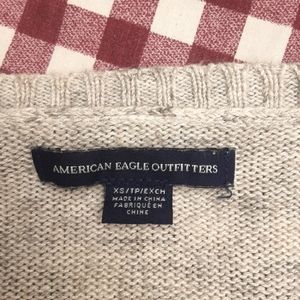 AMERICAN EAGLE OUTFITTERS
XS/TP/EXCH
MADE IN CHINA
FABRIQUÉ EN
CHINE